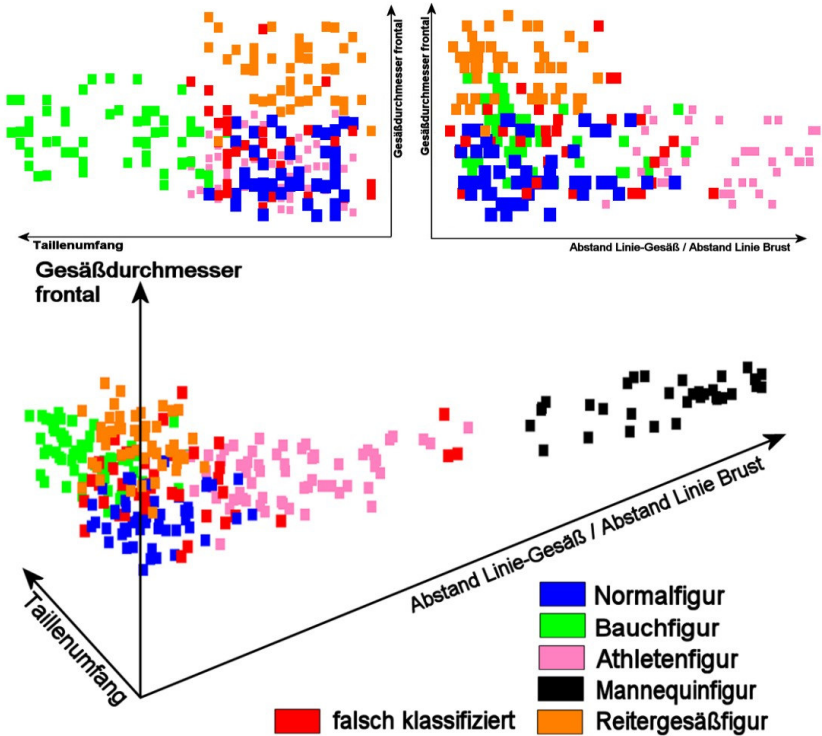 Gesäßdurchmesser frontal
Gesäßdurchmesser frontal
Taillenumfang
Abstand Linie-Gesäß / Abstand Linie Brust
Gesäßdurchmesser
frontal
Taillenumfang
Abstand Linie-Gesäß / Abstand Linie Brust
Normalfigur
Bauchfigur
Athletenfigur
Mannequinfigur
falsch klassifiziert
Reitergesäßfigur